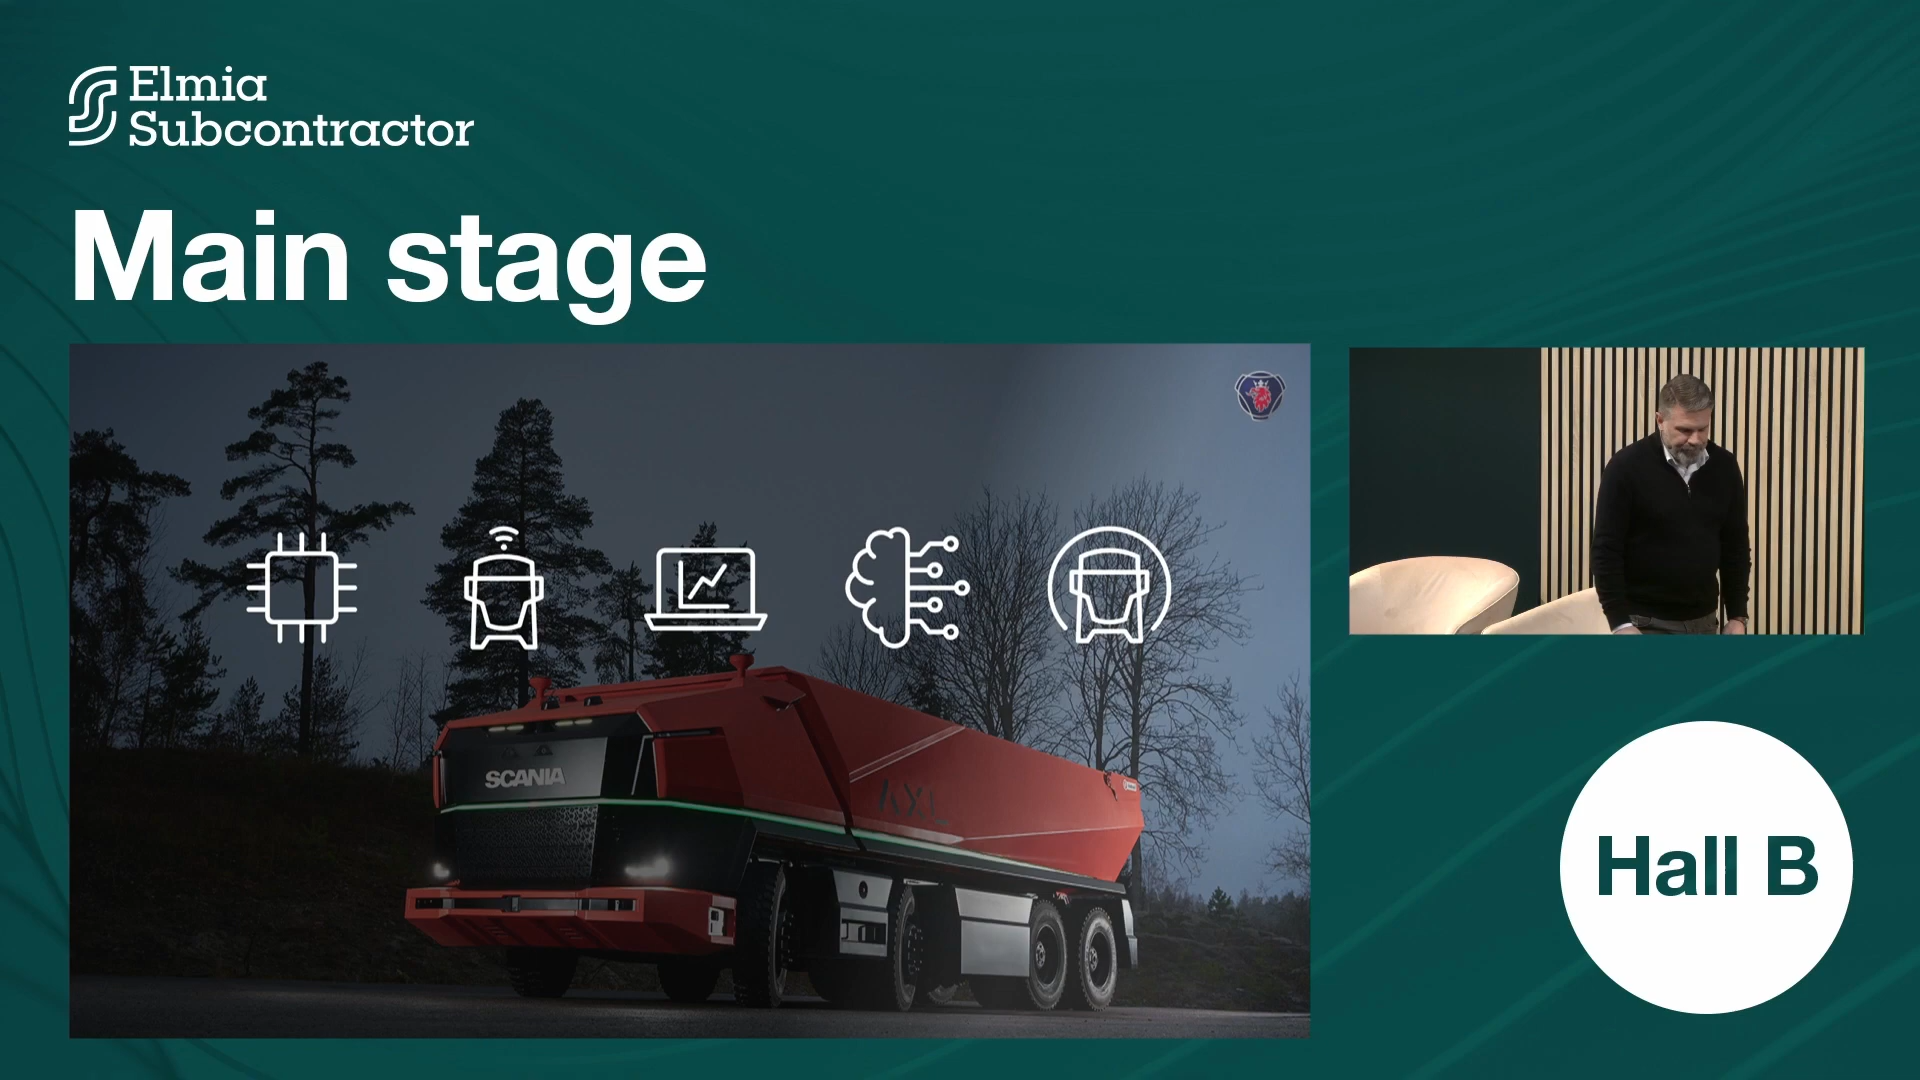 Elmia
Subcontractor
Main stage
SCANIA
AXL
Hall B